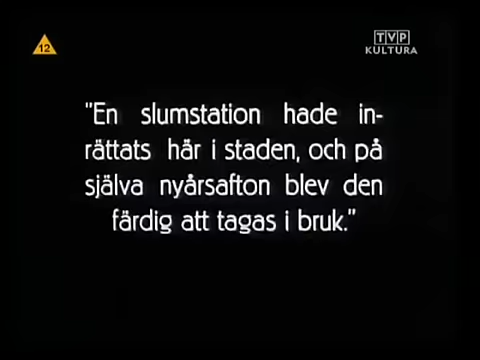 12
TVP
KULTURA
"En slumstation hade in-
rättats här i staden, och på
själva nyårsafton blev den
färdig att tagas i bruk."